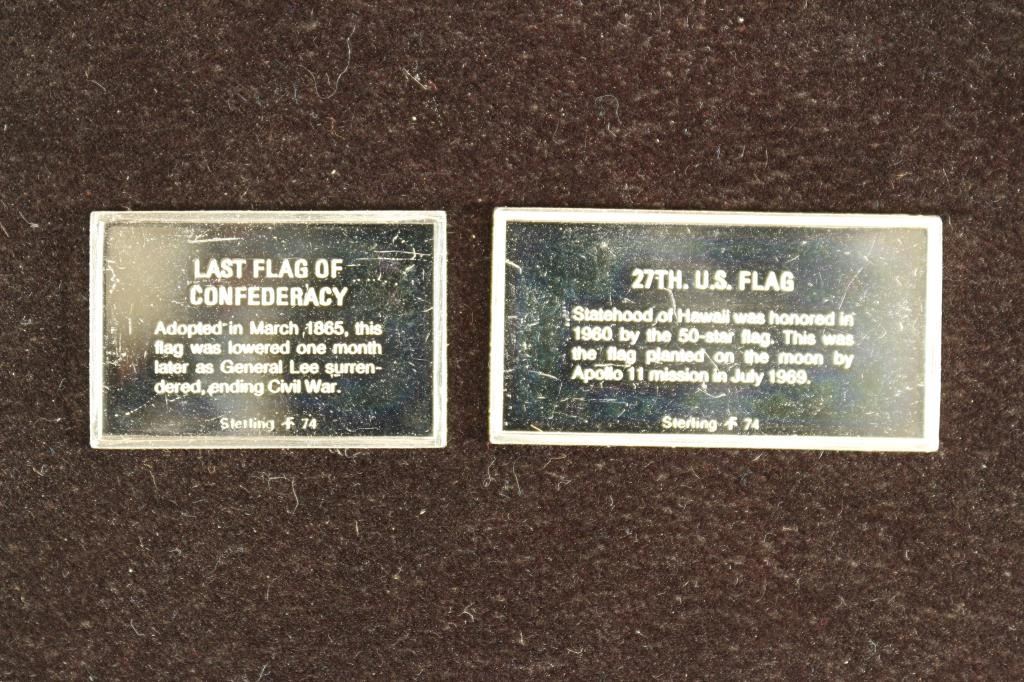 LAST FLAG OF
CONFEDERACY
Adopted in March 1865, this
flag was lowered one month
later as General Lee surren-
dered, ending Civil War.
Sterling F 74
27TH. U.S. FLAG
Statehood of Hawaii was honored in
1960 by the 50-star flag. This was
the flag planted on the moon by
Apollo 11 mission in July 1969.
Sterling F 74